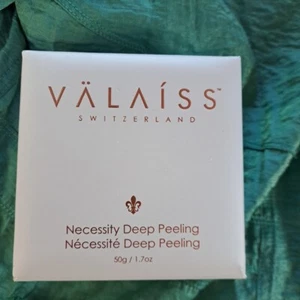 VÄLAÍSS™
SWITZERLAND
Necessity Deep Peeling
Nécessité Deep Peeling
50g / 1.7oz